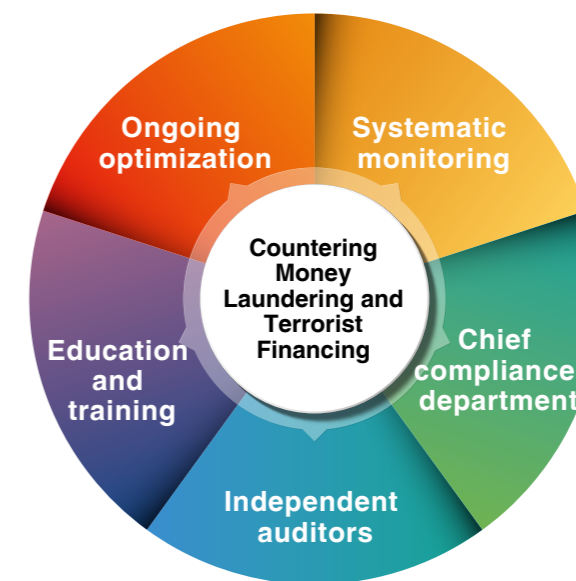 Ongoing
optimization
Systematic
monitoring
Countering
Money
Laundering and
Terrorist
Financing
Chief
compliance
department
Education
and
training
Independent
auditors